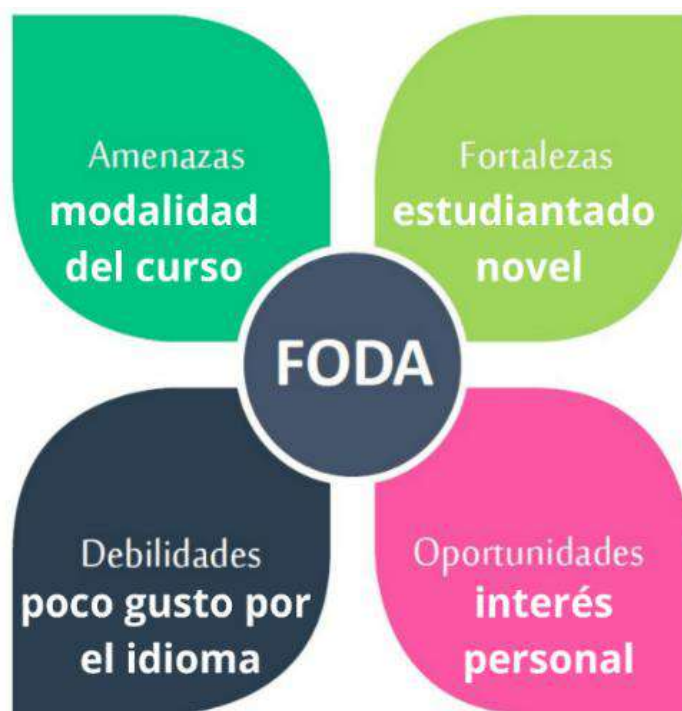 Amenazas
modalidad
del curso
Fortalezas
estudiantado
novel
FODA
Debilidades
poco gusto por
el idioma
Oportunidades
interés
personal